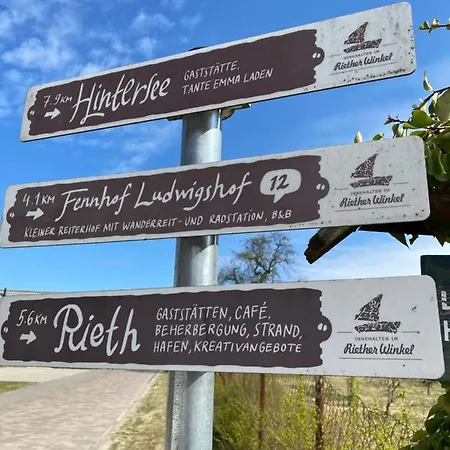 7.9 KM
→
Hintersee
GASTSTÄTTE,
TANTE EMMA LADEN
INNEHALTEN IM
Riether Winkel
4.1 KM
→
Fennhof Ludwigshof
12
KLEINER REITERHOF MIT WANDERREIT- UND RADSTATION, B&B
INNEHALTEN IM
Riether Winkel
5.6 KM
→
Rieth
GASTSTÄTTEN, CAFÉ,
BEHERBERGUNG, STRAND,
HAFEN, KREATIVANGEBOTE
INNEHALTEN IM
Riether Winkel